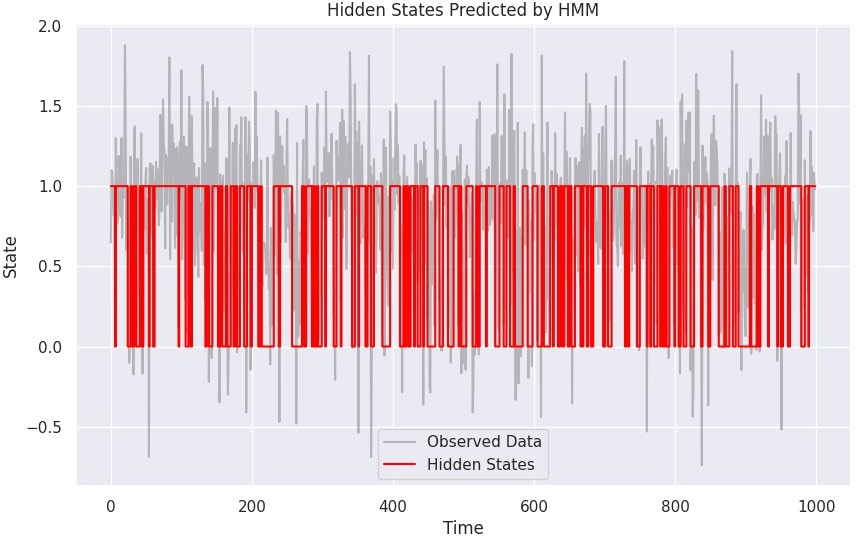 Hidden States Predicted by HMM
2.0
1.5
1.0
0.5
0.0
−0.5
State
Observed Data
Hidden States
0 200 400 600 800 1000
Time